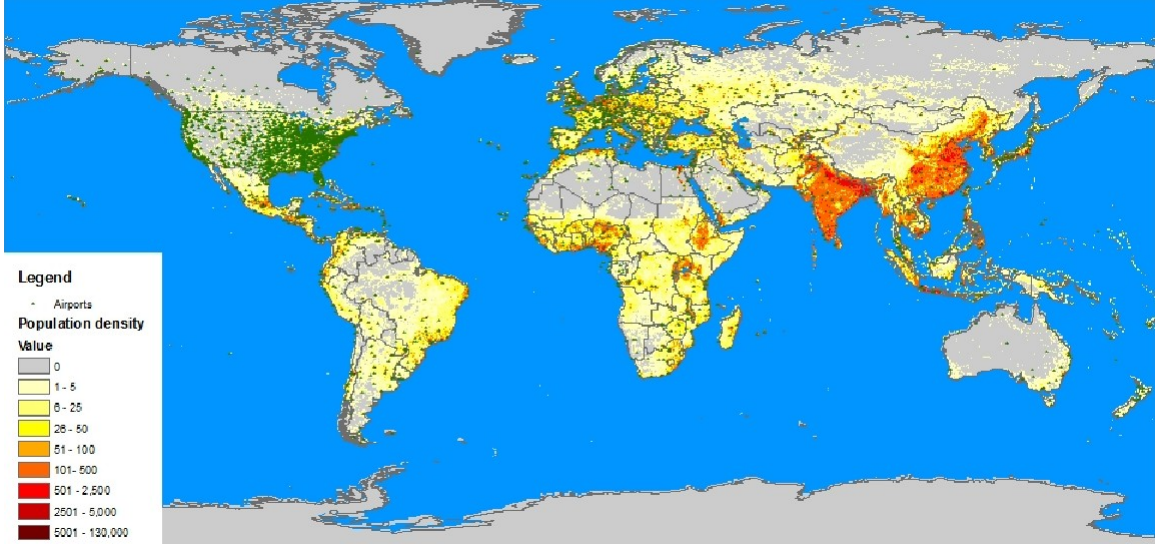 Legend
Airports
Population density
Value
0
1 - 5
6 - 25
26 - 50
51 - 100
101- 500
501 - 2,500
2501 - 5,000
5001 - 130,000